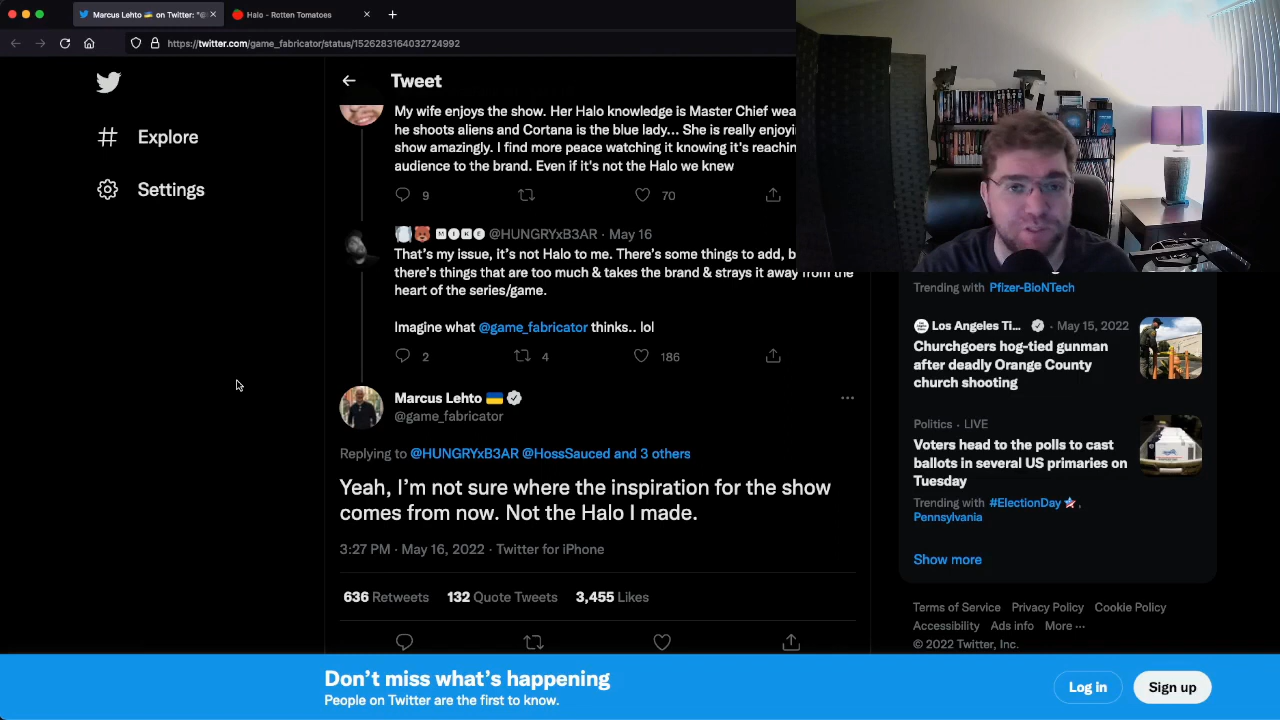 Marcus Lehto 🇺🇦 on Twitter: "@
Halo - Rotten Tomatoes
https://twitter.com/game_fabricator/status/1526283164032724992
Explore
Settings
Tweet
My wife enjoys the show. Her Halo knowledge is Master Chief
he shoots aliens and Cortana is the blue lady... She is really
show amazingly. I find more peace watching it knowing it's
audience to the brand. Even if it's not the Halo we knew
9
70
🅼🅸🅺🅴 @HUNGRYxB3AR · May 16
That's my issue, it's not Halo to me. There's some things to add,
there's things that are too much & takes the brand & strays it away from the
heart of the series/game.
Imagine what @game_fabricator thinks.. lol
2
4
186
Marcus Lehto 🇺🇦
@game_fabricator
Replying to @HUNGRYxB3AR @HossSauced and 3 others
Yeah, I'm not sure where the inspiration for the show
comes from now. Not the Halo I made.
3:27 PM · May 16, 2022 · Twitter for iPhone
636 Retweets 132 Quote Tweets 3,455 Likes
Trending with Pfizer-BioNTech
Los Angeles Ti... · May 15, 2022
Churchgoers hog-tied gunman
after deadly Orange County
church shooting
Politics · LIVE
Voters head to the polls to cast
ballots in several US primaries on
Tuesday
Trending with #ElectionDay ,
Pennsylvania
Show more
Terms of Service Privacy Policy Cookie Policy
Accessibility Ads info More ···
© 2022 Twitter, Inc.
Don't miss what's happening
People on Twitter are the first to know.
Log in
Sign up